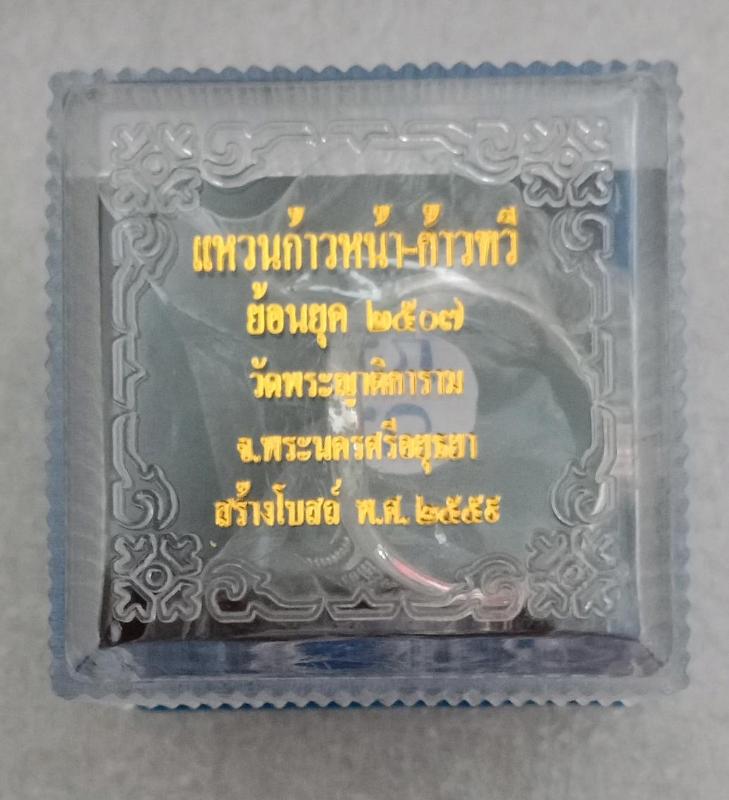 แหวนก้าวหน้า-ค้าวทวี
ย้อนยุค ๒๕๐๗
วัดพระญาติการาม
จ.พระนครศรีอยุธยา
สร้างโบสถ์ พ.ศ. ๒๕๕๙